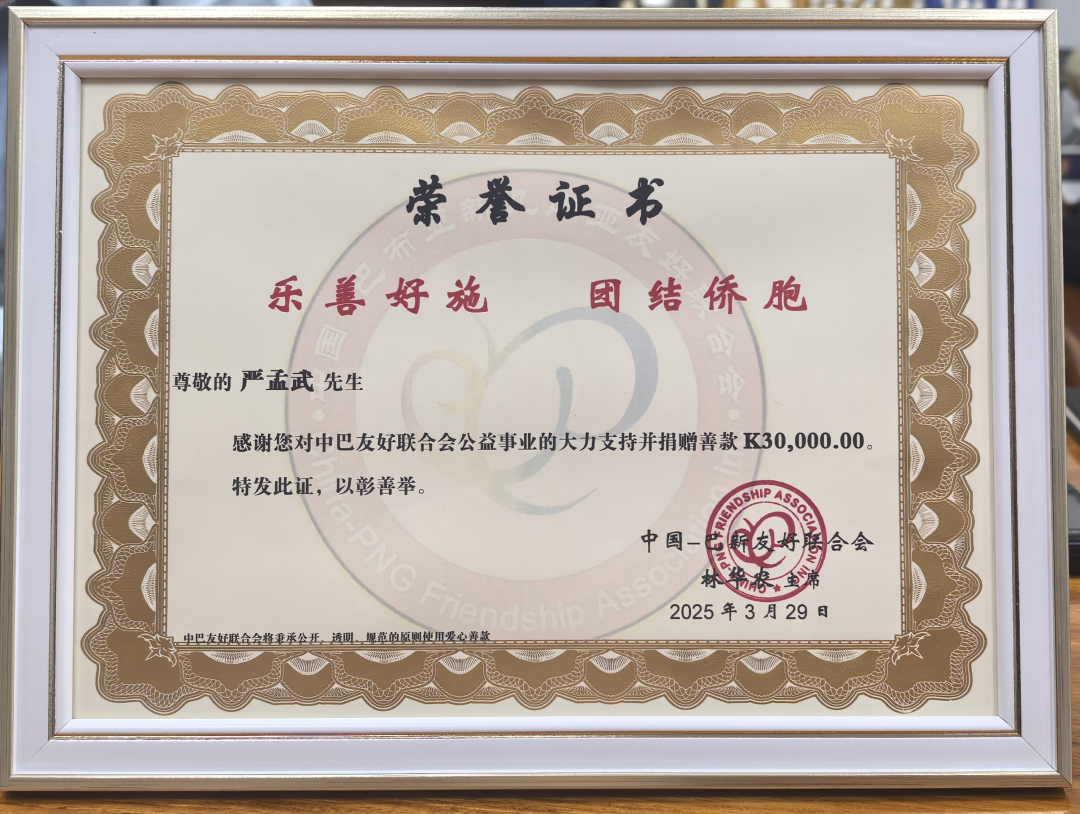 荣誉证书
乐善好施 团结侨胞
尊敬的 严孟武 先生
感谢您对中巴友好联合会公益事业的大力支持并捐赠善款 K30,000.00。
特发此证，以彰善举。
中国–巴新友好联合会
林华农 主席
2025 年 3 月 29 日
中巴友好联合会将秉承公开、透明、规范的原则使用爱心善款
CHINA-PNG FRIENDSHIP ASSOCIATION INC